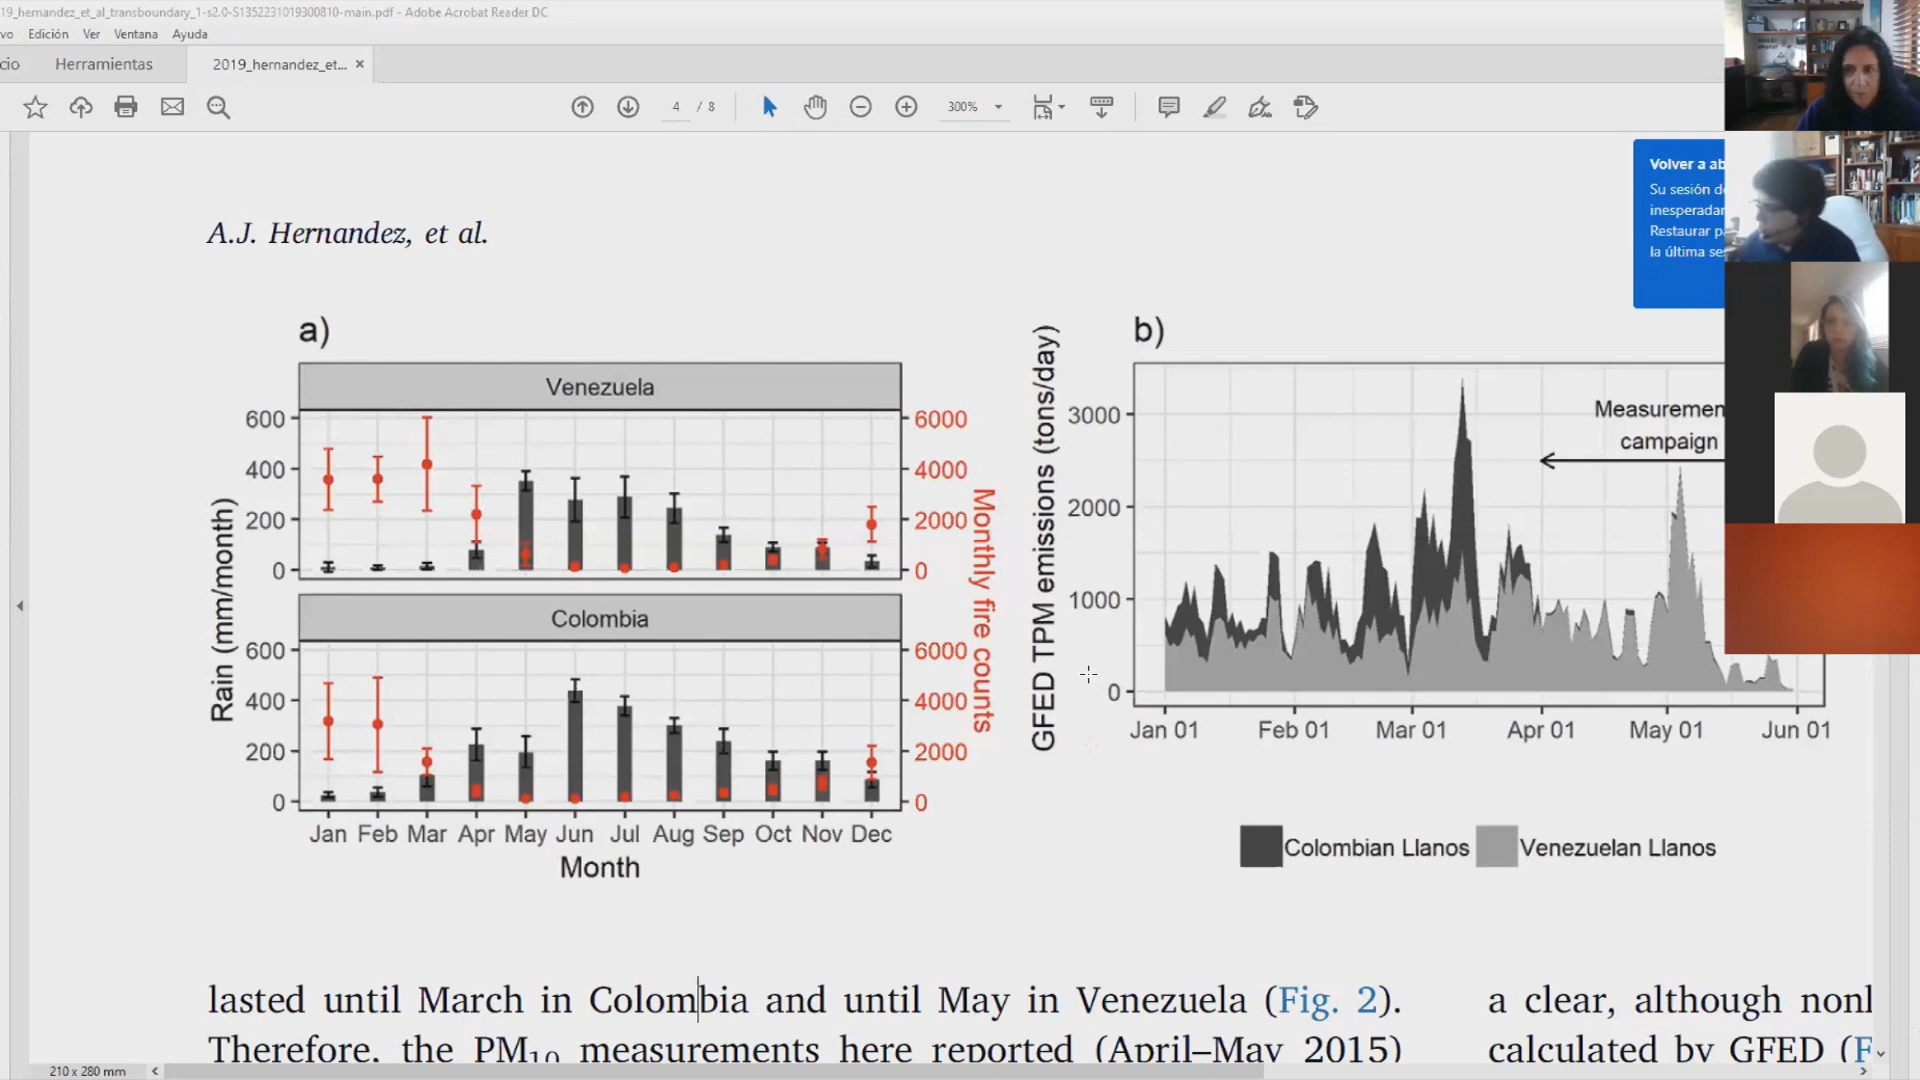 19_hernandez_et_al_transboundary_1-s2.0-S1352231019300810-main.pdf - Adobe Acrobat Reader DC
vo Edición Ver Ventana Ayuda
cio Herramientas 2019_hernandez_et... ×
4 / 8 300%
Volver a ab
Su sesión d
inesperadar
Restaurar p
la última se
A.J. Hernandez, et al.
a)
Venezuela
600
400
200
0
6000
4000
2000
0
Colombia
600
400
200
0
6000
4000
2000
0
Rain (mm/month)
Monthly fire counts
Jan Feb Mar Apr May Jun Jul Aug Sep Oct Nov Dec
Month
b)
GFED TPM emissions (tons/day)
3000
2000
1000
0
Measuremen
campaign
Jan 01 Feb 01 Mar 01 Apr 01 May 01 Jun 01
Colombian Llanos Venezuelan Llanos
lasted until March in Colombia and until May in Venezuela (Fig. 2).
Therefore, the PM10 measurements here reported (April–May 2015)
a clear, although nonl
calculated by GFED (F
210 x 280 mm